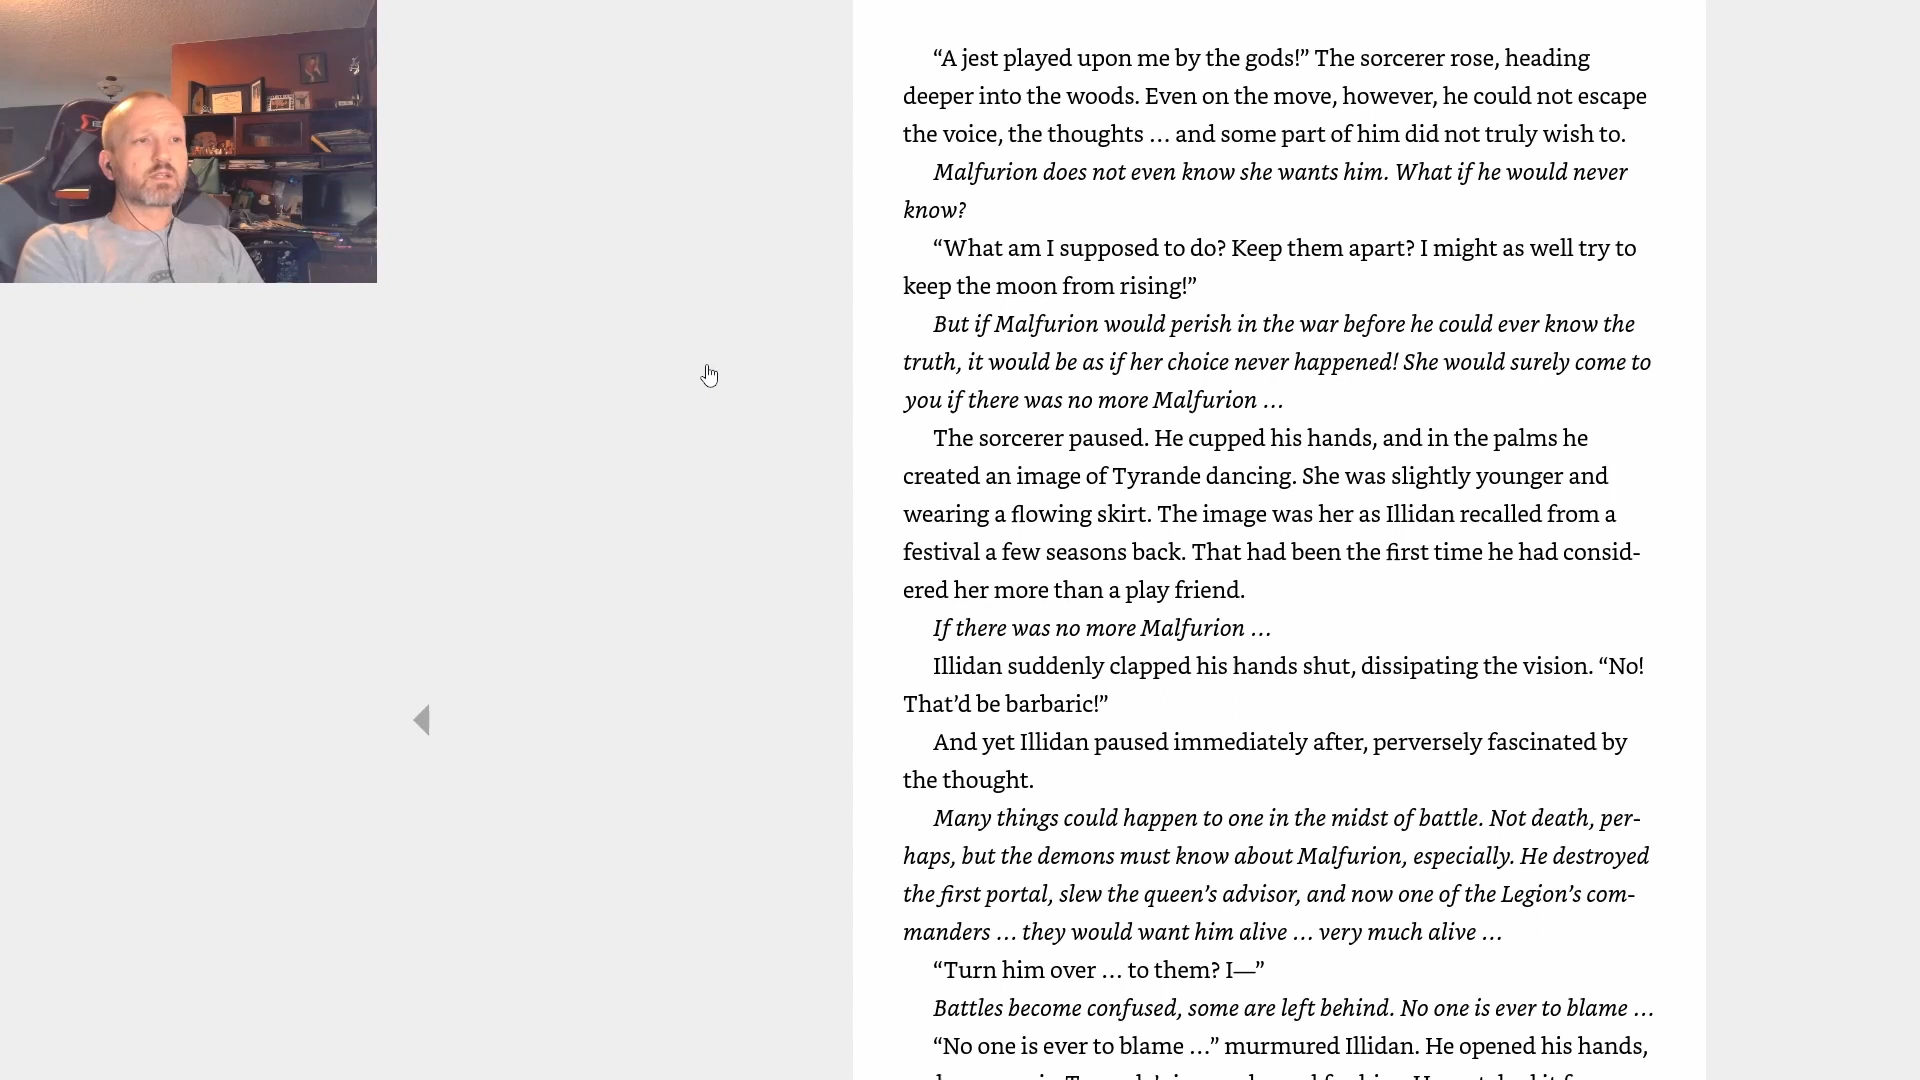 “A jest played upon me by the gods!” The sorcerer rose, heading
deeper into the woods. Even on the move, however, he could not escape
the voice, the thoughts … and some part of him did not truly wish to.
Malfurion does not even know she wants him. What if he would never
know?
“What am I supposed to do? Keep them apart? I might as well try to
keep the moon from rising!”
But if Malfurion would perish in the war before he could ever know the
truth, it would be as if her choice never happened! She would surely come to
you if there was no more Malfurion …
The sorcerer paused. He cupped his hands, and in the palms he
created an image of Tyrande dancing. She was slightly younger and
wearing a flowing skirt. The image was her as Illidan recalled from a
festival a few seasons back. That had been the first time he had consid-
ered her more than a play friend.
If there was no more Malfurion …
Illidan suddenly clapped his hands shut, dissipating the vision. “No!
That’d be barbaric!”
And yet Illidan paused immediately after, perversely fascinated by
the thought.
Many things could happen to one in the midst of battle. Not death, per-
haps, but the demons must know about Malfurion, especially. He destroyed
the first portal, slew the queen’s advisor, and now one of the Legion’s com-
manders … they would want him alive … very much alive …
“Turn him over … to them? I—”
Battles become confused, some are left behind. No one is ever to blame …
“No one is ever to blame …” murmured Illidan. He opened his hands,